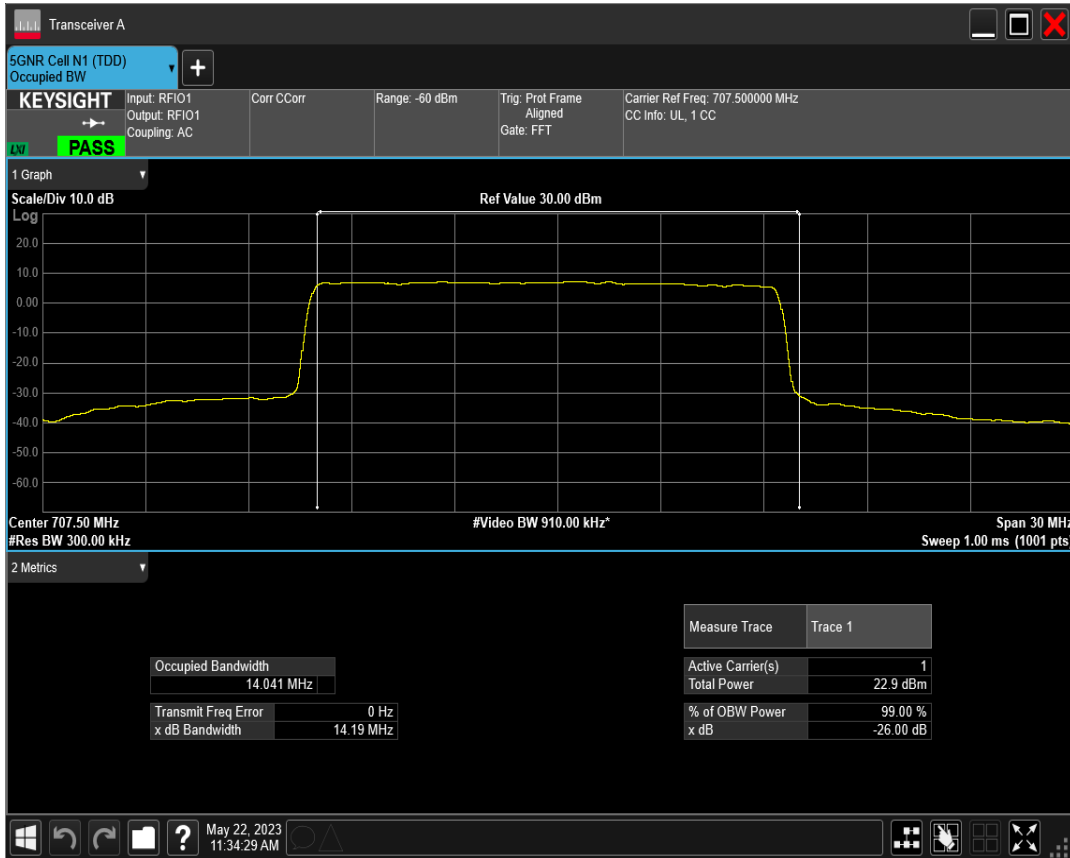 Transceiver A
5GNR Cell N1 (TDD)
Occupied BW
+
KEYSIGHT
LXI
PASS
Input: RFIO1
Output: RFIO1
Coupling: AC
Corr CCorr
Range: -60 dBm
Trig: Prot Frame
Aligned
Gate: FFT
Carrier Ref Freq: 707.500000 MHz
CC Info: UL, 1 CC
1 Graph
Scale/Div 10.0 dB
Ref Value 30.00 dBm
Log
20.0
10.0
0.00
-10.0
-20.0
-30.0
-40.0
-50.0
-60.0
Center 707.50 MHz
#Video BW 910.00 kHz*
Span 30 MHz
#Res BW 300.00 kHz
Sweep 1.00 ms (1001 pts)
2 Metrics
Measure Trace Trace 1
Occupied Bandwidth
14.041 MHz
Active Carrier(s) 1
Total Power 22.9 dBm
Transmit Freq Error 0 Hz
x dB Bandwidth 14.19 MHz
% of OBW Power 99.00 %
x dB -26.00 dB
?
May 22, 2023
11:34:29 AM